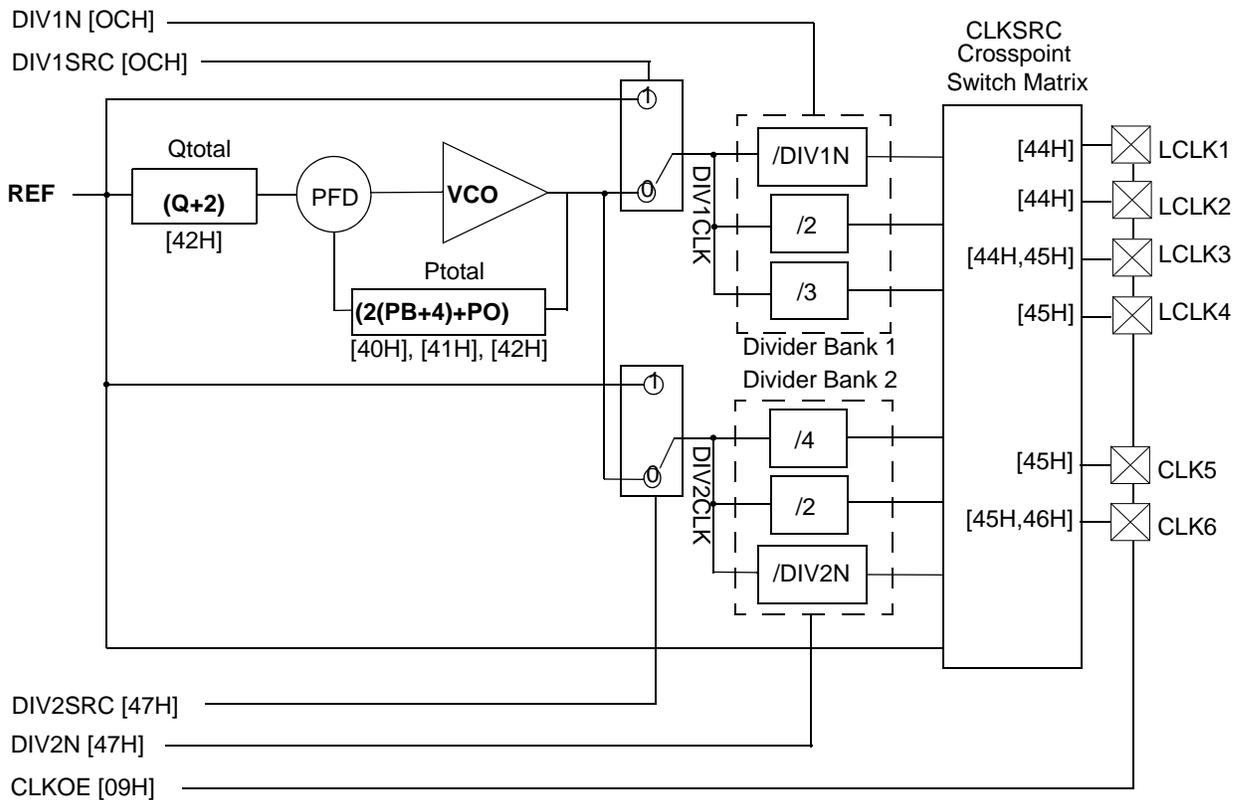 DIV1N [OCH]
DIV1SRC [OCH]
CLKSRC
Crosspoint
Switch Matrix
1
Qtotal
/DIV1N
[44H]
LCLK1
REF
(Q+2)
PFD
VCO
0
DIV1CLK
[44H]
LCLK2
[42H]
/2
[44H,45H]
LCLK3
Ptotal
/3
(2(PB+4)+PO)
[45H]
LCLK4
[40H], [41H], [42H]
Divider Bank 1
Divider Bank 2
1
/4
0
DIV2CLK
[45H]
CLK5
/2
[45H,46H]
CLK6
/DIV2N
DIV2SRC [47H]
DIV2N [47H]
CLKOE [09H]